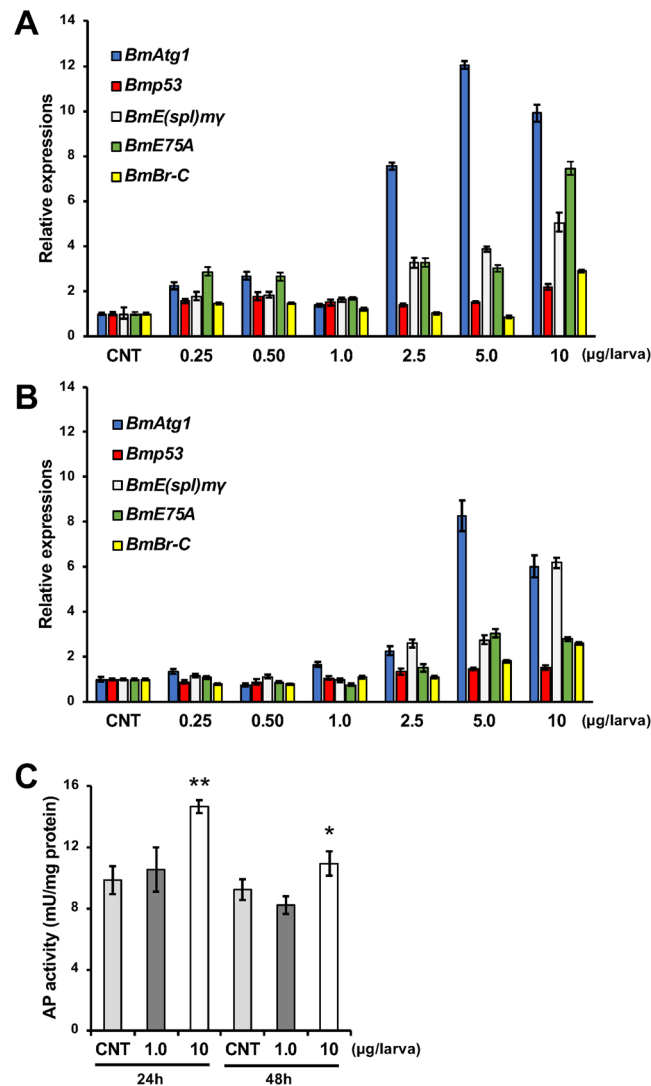 A
Relative expressions
14
12
10
8
6
4
2
0
BmAtg1
Bmp53
BmE(spl)mγ
BmE75A
BmBr-C
CNT 0.25 0.50 1.0 2.5 5.0 10 (μg/larva)
B
Relative expressions
14
12
10
8
6
4
2
0
BmAtg1
Bmp53
BmE(spl)mγ
BmE75A
BmBr-C
CNT 0.25 0.50 1.0 2.5 5.0 10 (μg/larva)
C
AP activity (mU/mg protein)
16
12
8
4
0
**
*
CNT 1.0 10 CNT 1.0 10 (μg/larva)
24h 48h